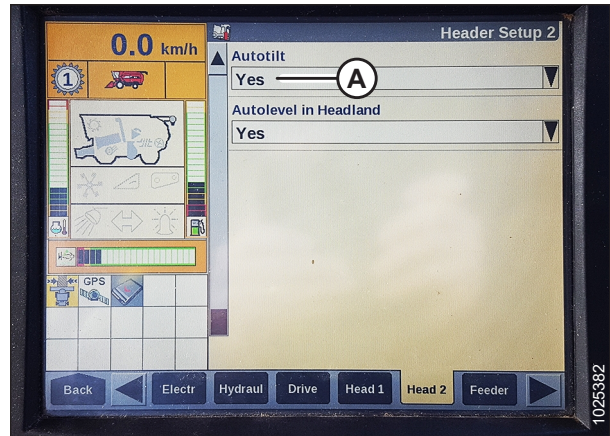 0.0 km/h
Header Setup 2
1
Autotilt
Yes
A
Autolevel in Headland
Yes
GPS
Back
Electr
Hydraul
Drive
Head 1
Head 2
Feeder
1025382